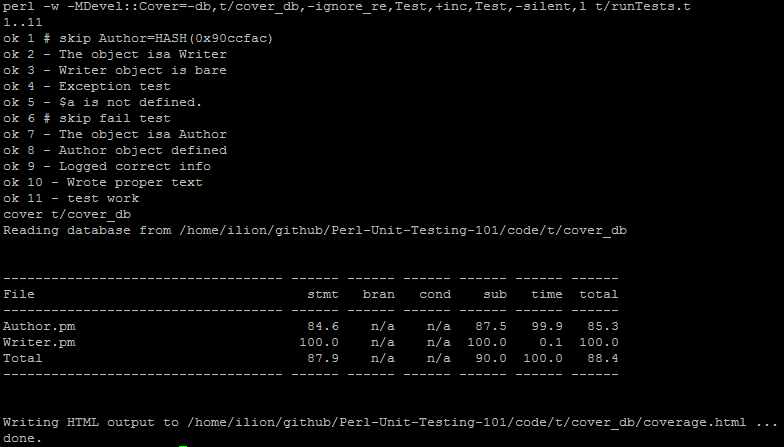 perl -w -MDevel::Cover=-db,t/cover_db,-ignore_re,Test,+inc,Test,-silent,l t/runTests.t
1..11
ok 1 # skip Author=HASH(0x90ccfac)
ok 2 - The object isa Writer
ok 3 - Writer object is bare
ok 4 - Exception test
ok 5 - $a is not defined.
ok 6 # skip fail test
ok 7 - The object isa Author
ok 8 - Author object defined
ok 9 - Logged correct info
ok 10 - Wrote proper text
ok 11 - test work
cover t/cover_db
Reading database from /home/ilion/github/Perl-Unit-Testing-101/code/t/cover_db
----------------------------------- ------ ------ ------ ------ ------ ------
File                                  stmt   bran   cond    sub   time  total
----------------------------------- ------ ------ ------ ------ ------ ------
Author.pm                             84.6    n/a    n/a   87.5   99.9   85.3
Writer.pm                            100.0    n/a    n/a  100.0    0.1  100.0
Total                                 87.9    n/a    n/a   90.0  100.0   88.4
----------------------------------- ------ ------ ------ ------ ------ ------
Writing HTML output to /home/ilion/github/Perl-Unit-Testing-101/code/t/cover_db/coverage.html ...
done.